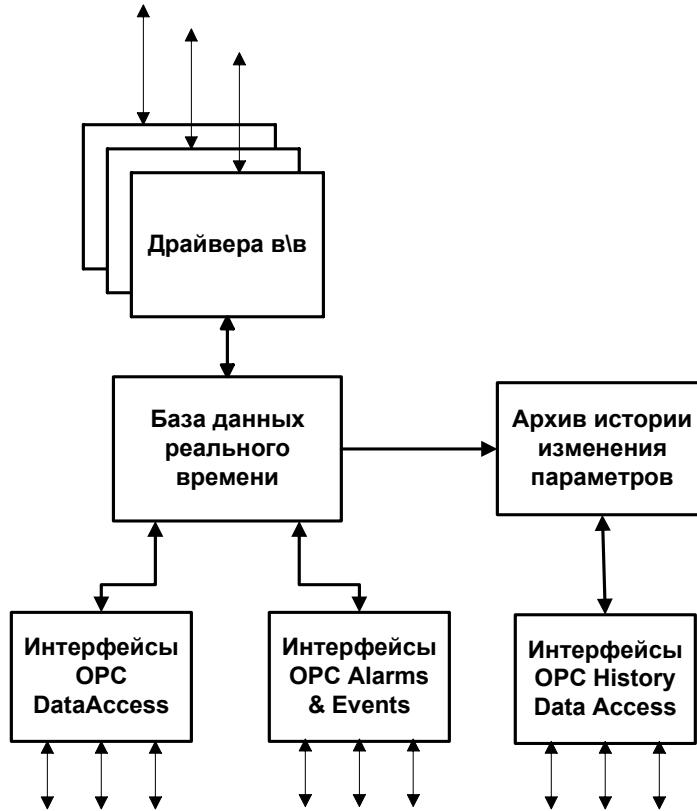 Драйвера в\в
База данных
реального
времени
Архив истории
изменения
параметров
Интерфейсы
OPC
DataAccess
Интерфейсы
OPC Alarms
& Events
Интерфейсы
OPC History
Data Access